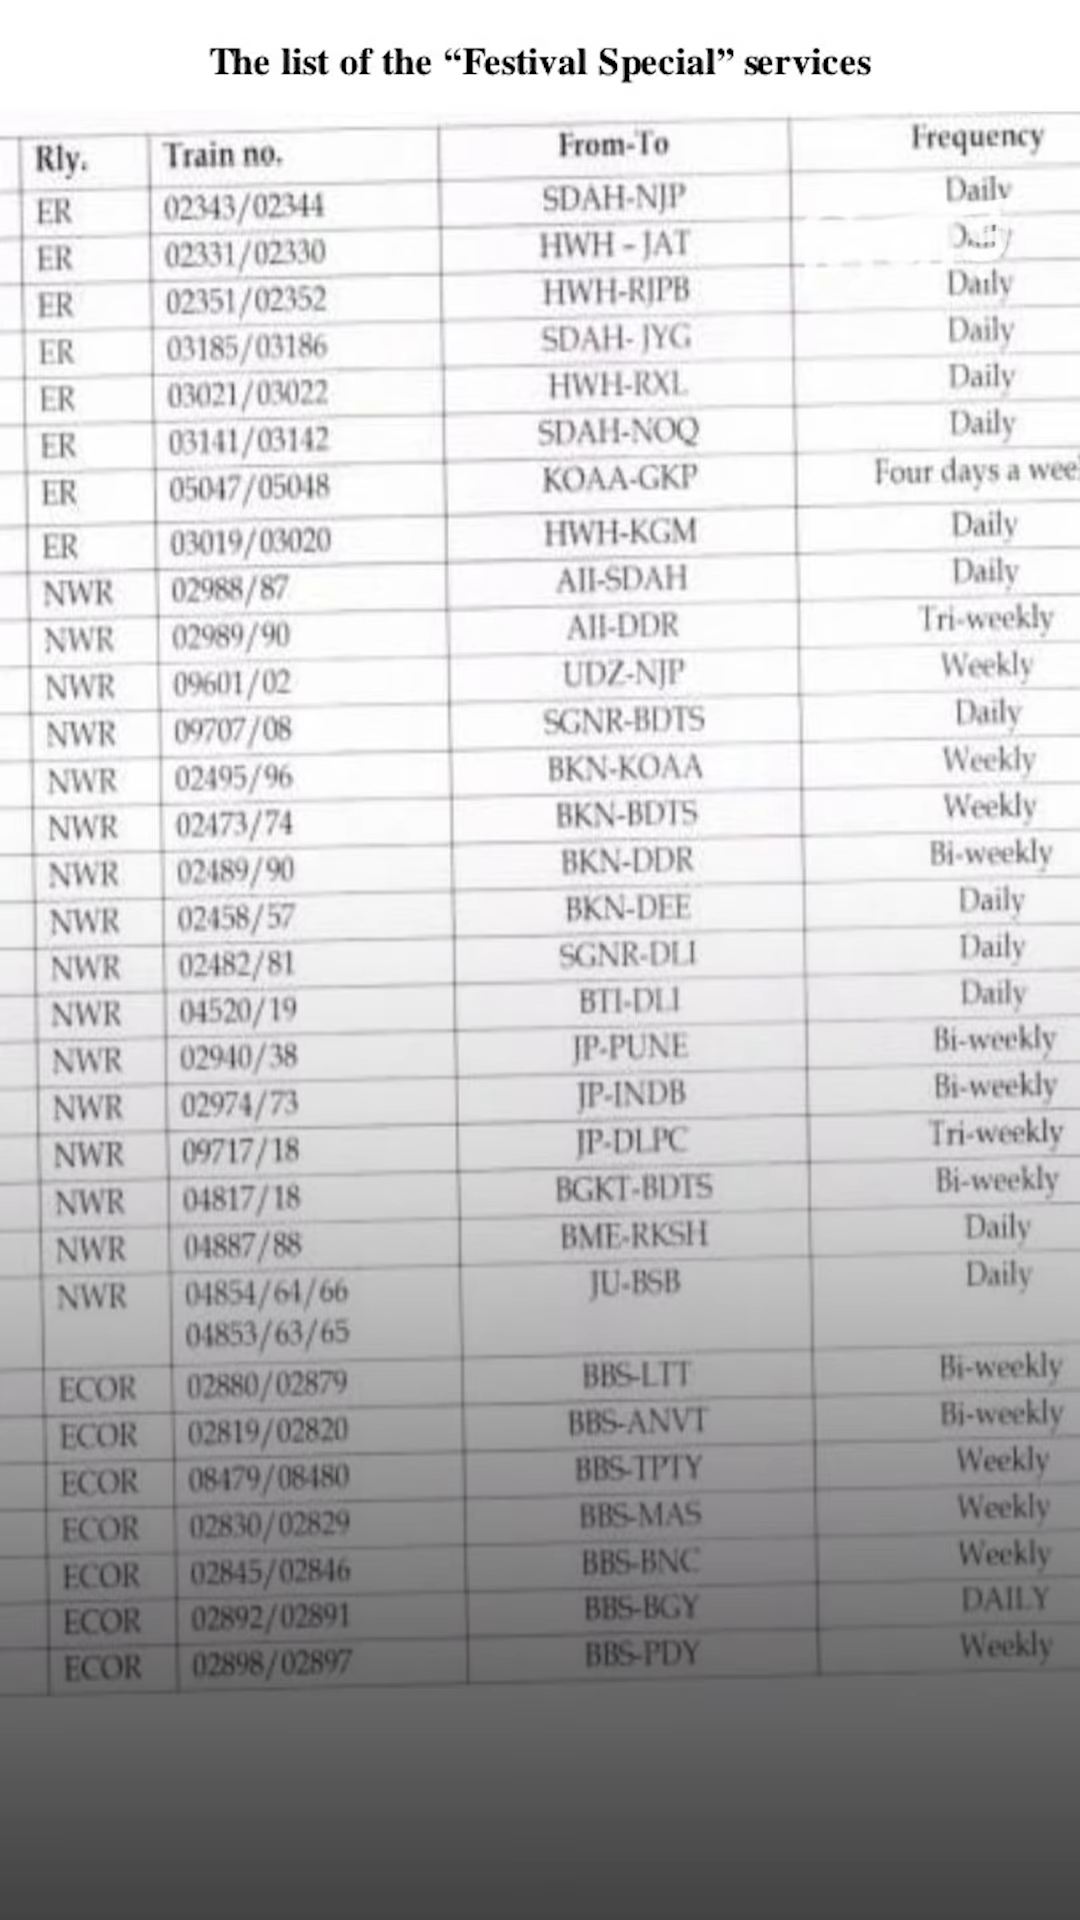 The list of the “Festival Special” services
Rly. Train no. From-To Frequency
ER 02343/02344 SDAH-NJP Daily
ER 02331/02330 HWH - JAT
ER 02351/02352 HWH-RJPB Daily
ER 03185/03186 SDAH- JYG Daily
ER 03021/03022 HWH-RXL Daily
ER 03141/03142 SDAH-NOQ Daily
ER 05047/05048 KOAA-GKP Four days a
ER 03019/03020 HWH-KGM Daily
NWR 02988/87 AII-SDAH Daily
NWR 02989/90 AII-DDR Tri-weekly
NWR 09601/02 UDZ-NJP Weekly
NWR 09707/08 SGNR-BDTS Daily
NWR 02495/96 BKN-KOAA Weekly
NWR 02473/74 BKN-BDTS Weekly
NWR 02489/90 BKN-DDR Bi-weekly
NWR 02458/57 BKN-DEE Daily
NWR 02482/81 SGNR-DLI Daily
NWR 04520/19 BTI-DLI Daily
NWR 02940/38 JP-PUNE Bi-weekly
NWR 02974/73 JP-INDB Bi-weekly
NWR 09717/18 JP-DLPC Tri-weekly
NWR 04817/18 BGKT-BDTS Bi-weekly
NWR 04887/88 BME-RKSH Daily
NWR 04854/64/66 JU-BSB Daily
04853/63/65
ECOR 02880/02879 BBS-LTT Bi-weekly
ECOR 02819/02820 BBS-ANVT Bi-weekly
ECOR 08479/08480 BBS-TPTY Weekly
ECOR 02830/02829 BBS-MAS Weekly
ECOR 02845/02846 BBS-BNC Weekly
ECOR 02892/02891 BBS-BGY DAILY
ECOR 02898/02897 BBS-PDY Weekly